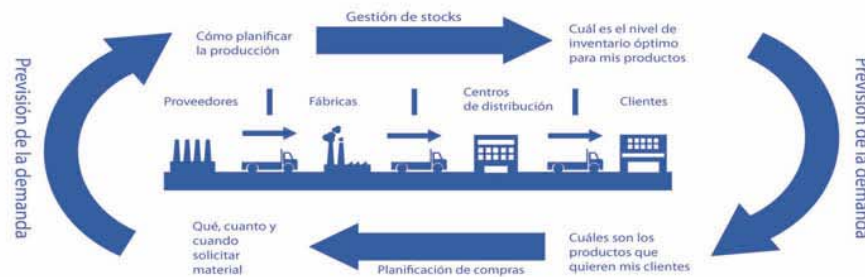 Gestión de stocks
Cómo planificar
la producción
Cuál es el nivel de
inventario óptimo
para mis productos
Previsión de la demanda
Proveedores
Fábricas
Centros
de distribución
Clientes
Previsión de la demanda
Qué, cuanto y
cuando
solicitar
material
Planificación de compras
Cuáles son los
productos que
quieren mis clientes